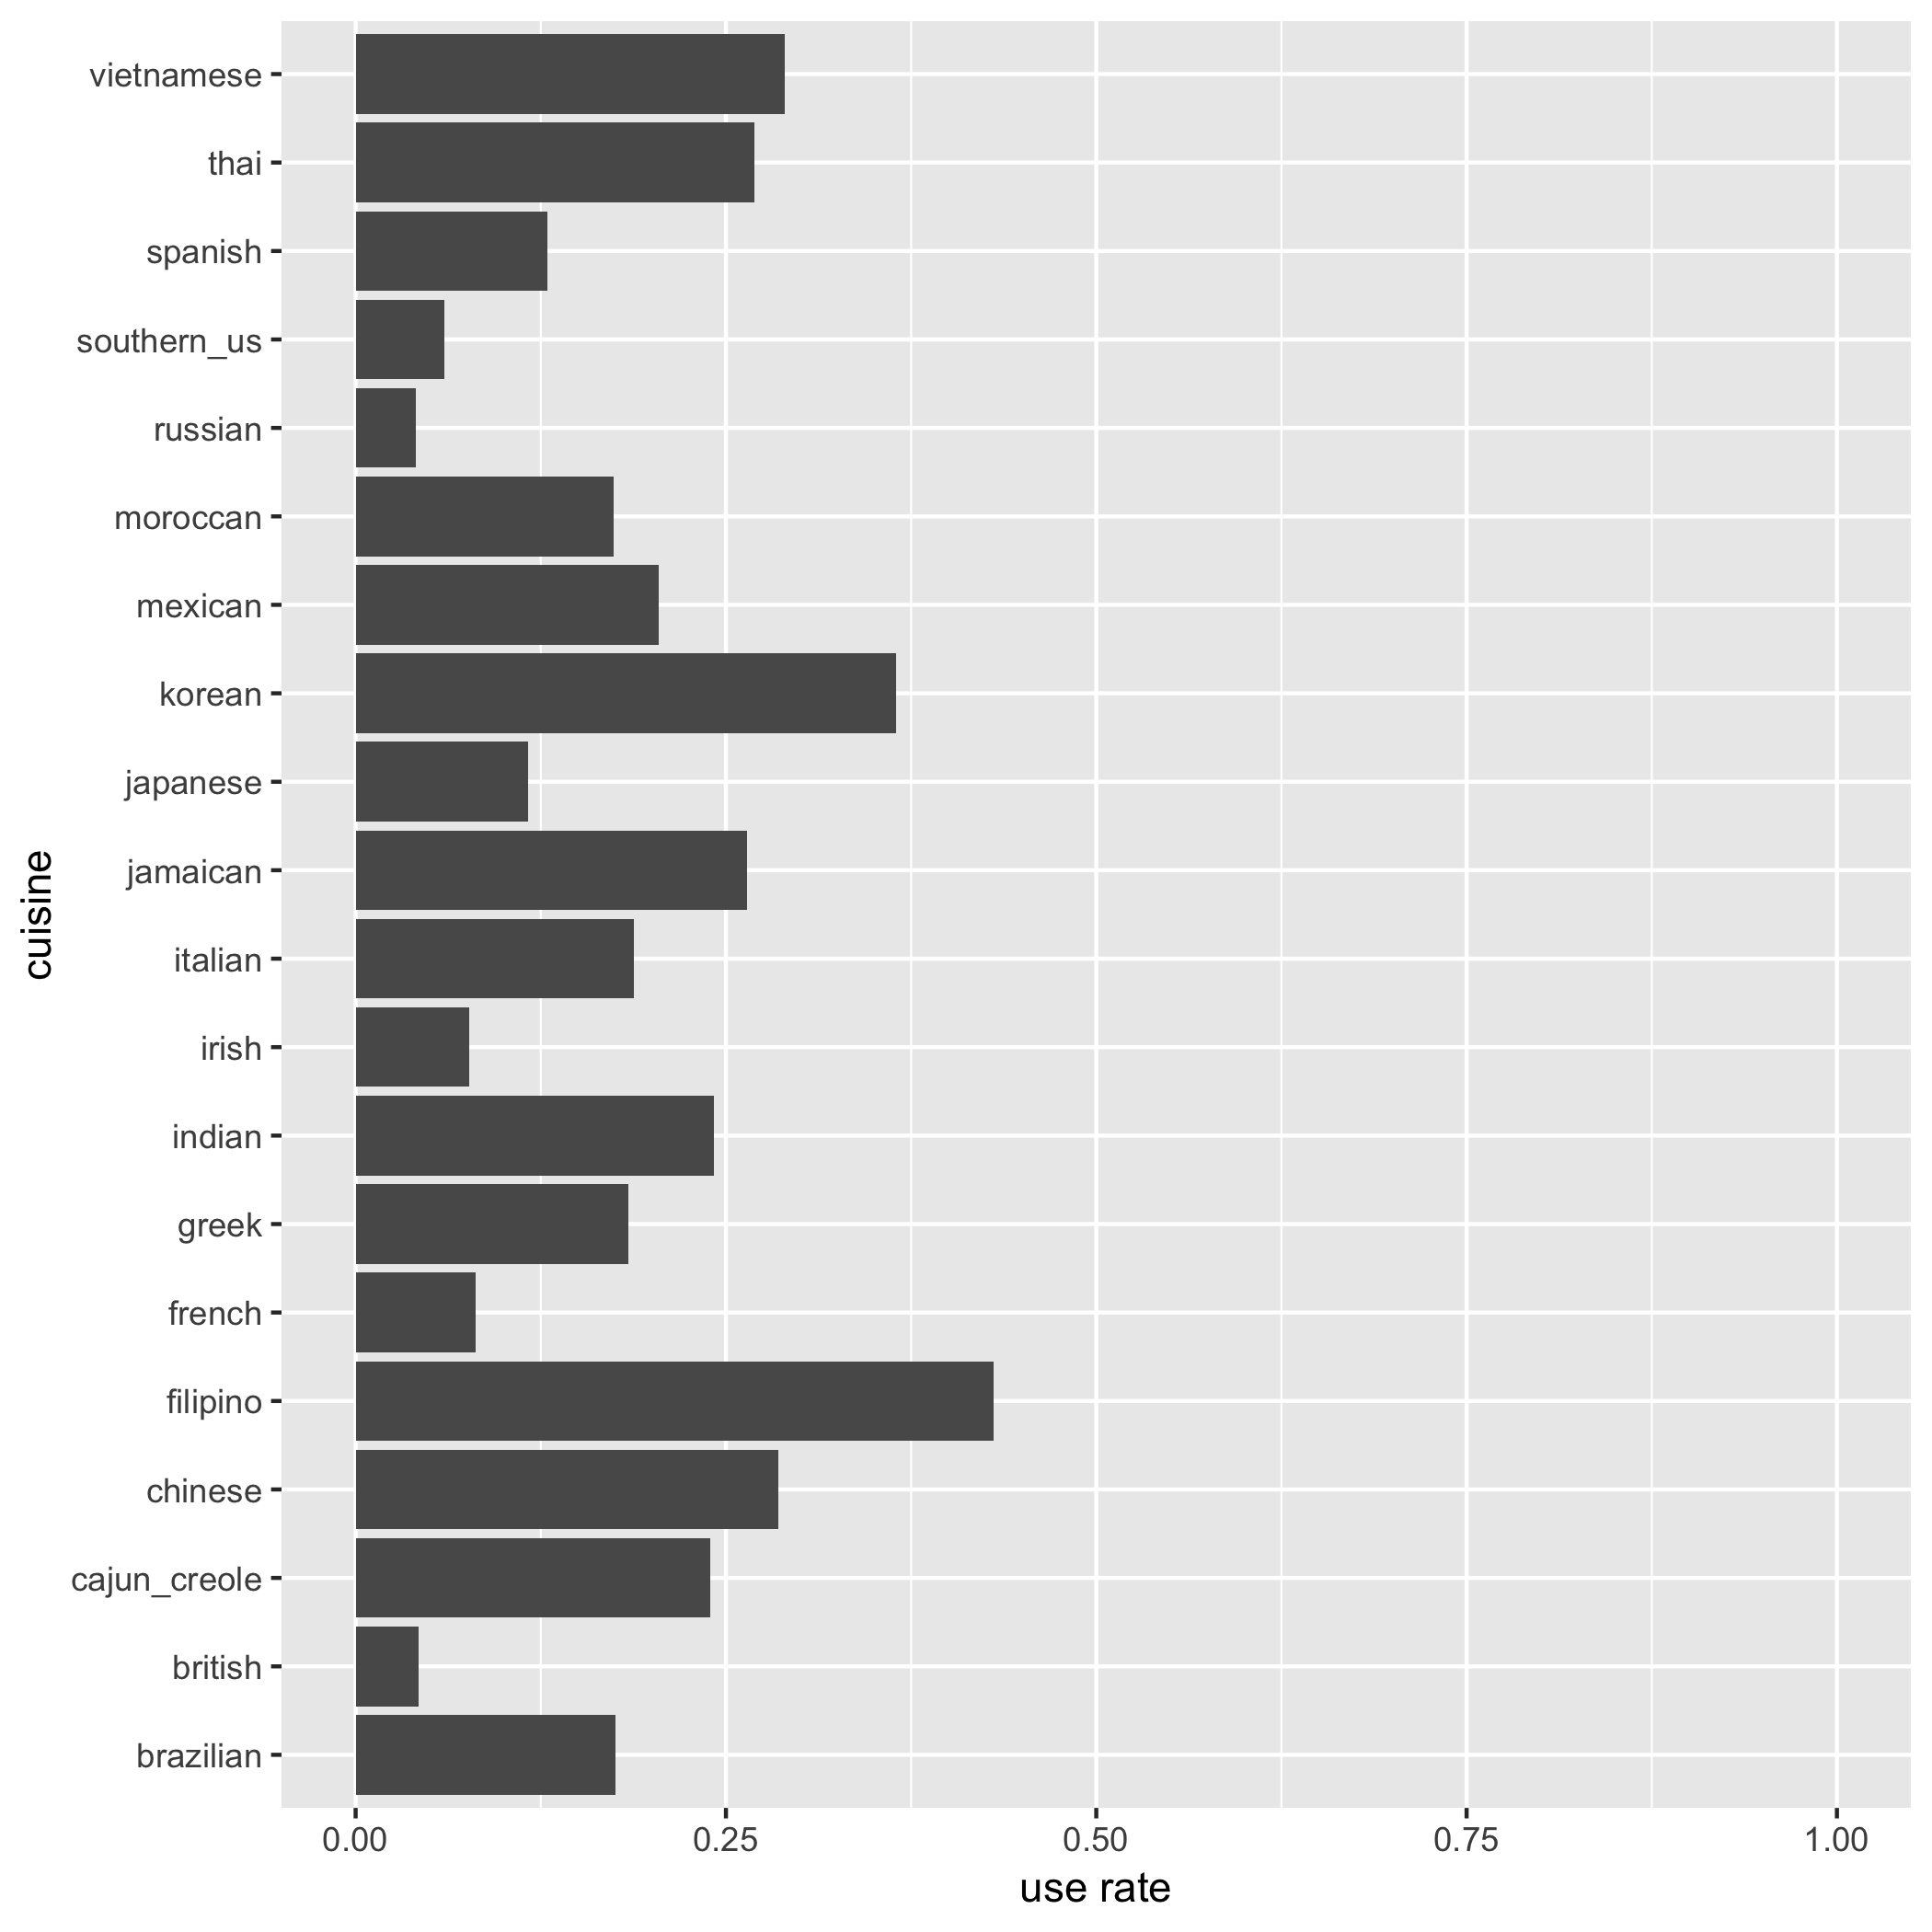 vietnamese
thai
spanish
southern_us
russian
moroccan
mexican
korean
japanese
jamaican
italian
irish
indian
greek
french
filipino
chinese
cajun_creole
british
brazilian
cuisine
0.00 0.25 0.50 0.75 1.00
use rate